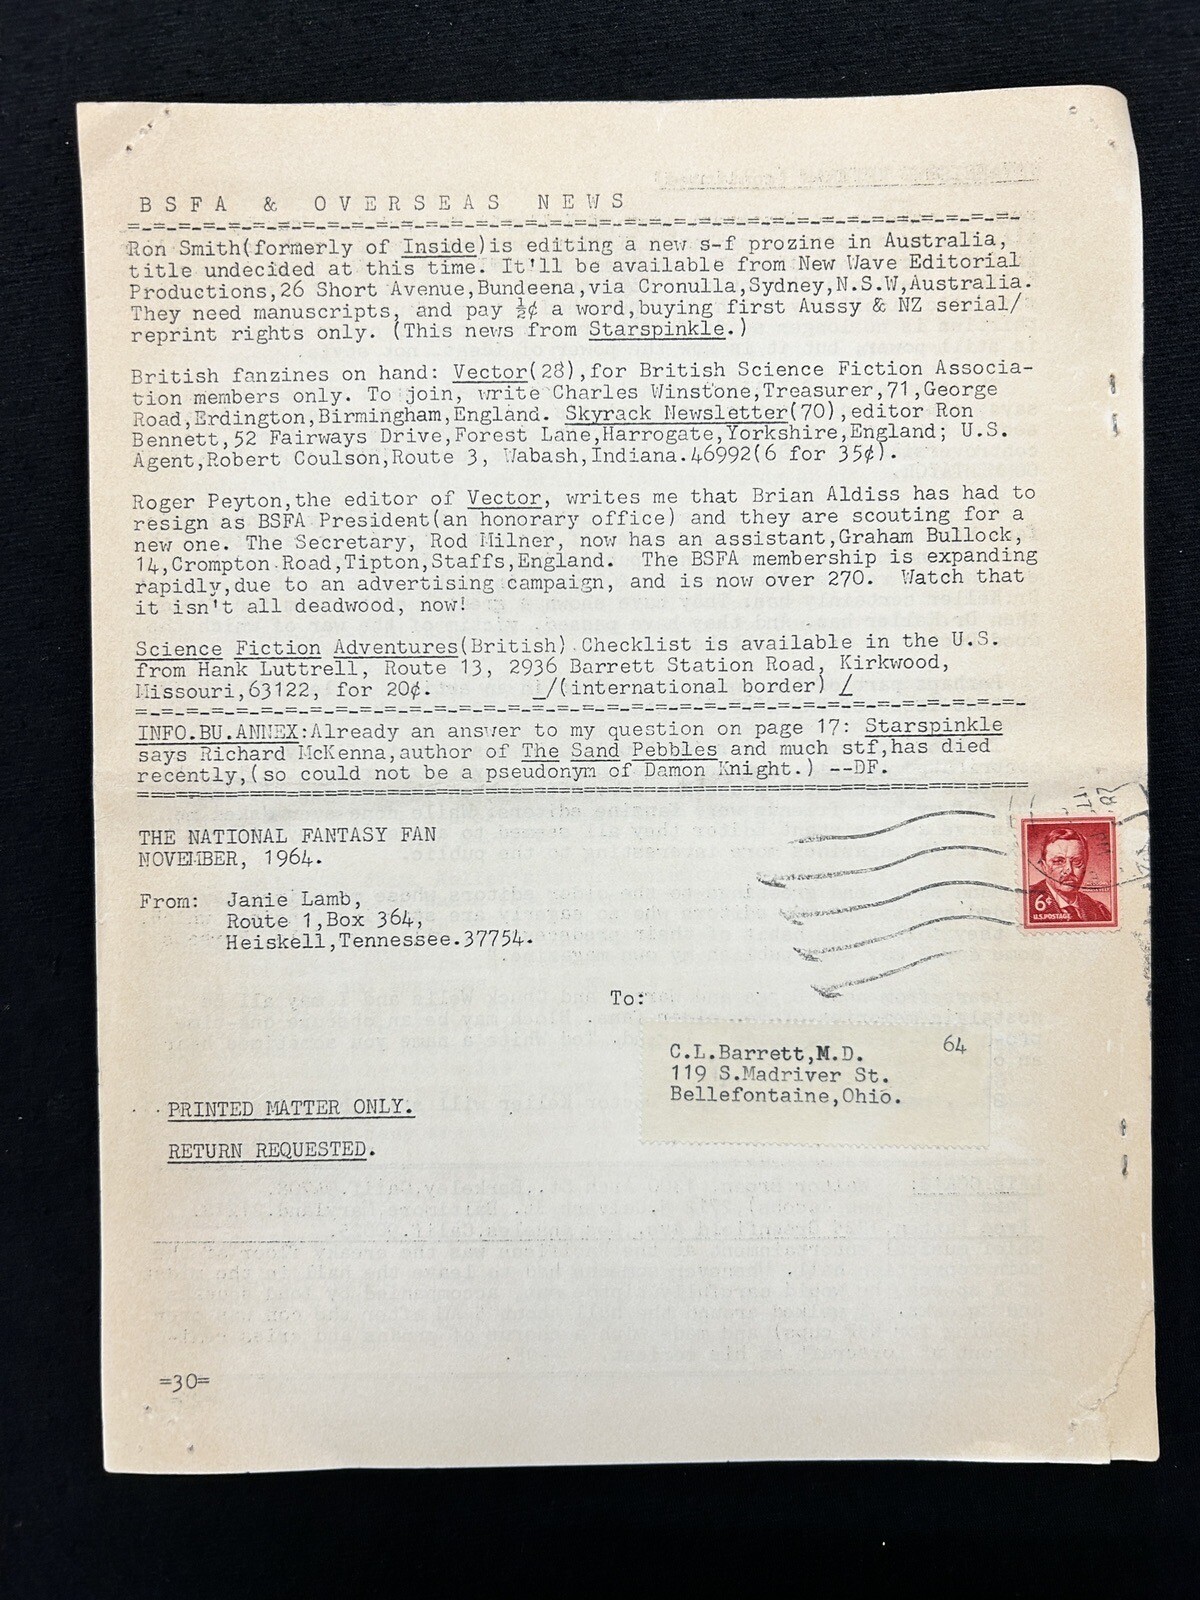 B S F A   &   O V E R S E A S   N E W S
=-=-=-=-=-=-=-=-=-=-=-=-=-=-=-=-=-=-=-=-=-=-=-=-=-=-=-=-=-=-
Ron Smith(formerly of Inside)is editing a new s-f prozine in Australia,
title undecided at this time. It'll be available from New Wave Editorial
Productions,26 Short Avenue,Bundeena,via Cronulla,Sydney,N.S.W,Australia.
They need manuscripts, and pay ½¢ a word,buying first Aussy & NZ serial/
reprint rights only. (This news from Starspinkle.)
British fanzines on hand: Vector(28),for British Science Fiction Associa-
tion members only. To join, write Charles Winstone,Treasurer,71,George
Road,Erdington,Birmingham,England. Skyrack Newsletter(70),editor Ron
Bennett,52 Fairways Drive,Forest Lane,Harrogate,Yorkshire,England; U.S.
Agent,Robert Coulson,Route 3, Wabash,Indiana.46992(6 for 35¢).
Roger Peyton,the editor of Vector, writes me that Brian Aldiss has had to
resign as BSFA President(an honorary office) and they are scouting for a
new one. The Secretary, Rod Milner, now has an assistant,Graham Bullock,
14,Crompton Road,Tipton,Staffs,England. The BSFA membership is expanding
rapidly,due to an advertising campaign, and is now over 270. Watch that
it isn't all deadwood, now!
Science Fiction Adventures(British) Checklist is available in the U.S.
from Hank Luttrell, Route 13, 2936 Barrett Station Road, Kirkwood,
Missouri,63122, for 20¢. _/(international border) /
=-=-=-=-=-=-=-=-=-=-=-=-=-=-=-=-=-=-=-=-=-=-=-=-=-=-=-=-=-=-
INFO.BU.ANNEX:Already an answer to my question on page 17: Starspinkle
says Richard McKenna,author of The Sand Pebbles and much stf,has died
recently,(so could not be a pseudonym of Damon Knight.) --DF.
==============================================================
THE NATIONAL FANTASY FAN
NOVEMBER, 1964.
From: Janie Lamb,
Route 1,Box 364,
Heiskell,Tennessee.37754.
6¢
U.S.POSTAGE
To:
64
C.L.Barrett,M.D.
119 S.Madriver St.
Bellefontaine,Ohio.
PRINTED MATTER ONLY.
RETURN REQUESTED.
=30=